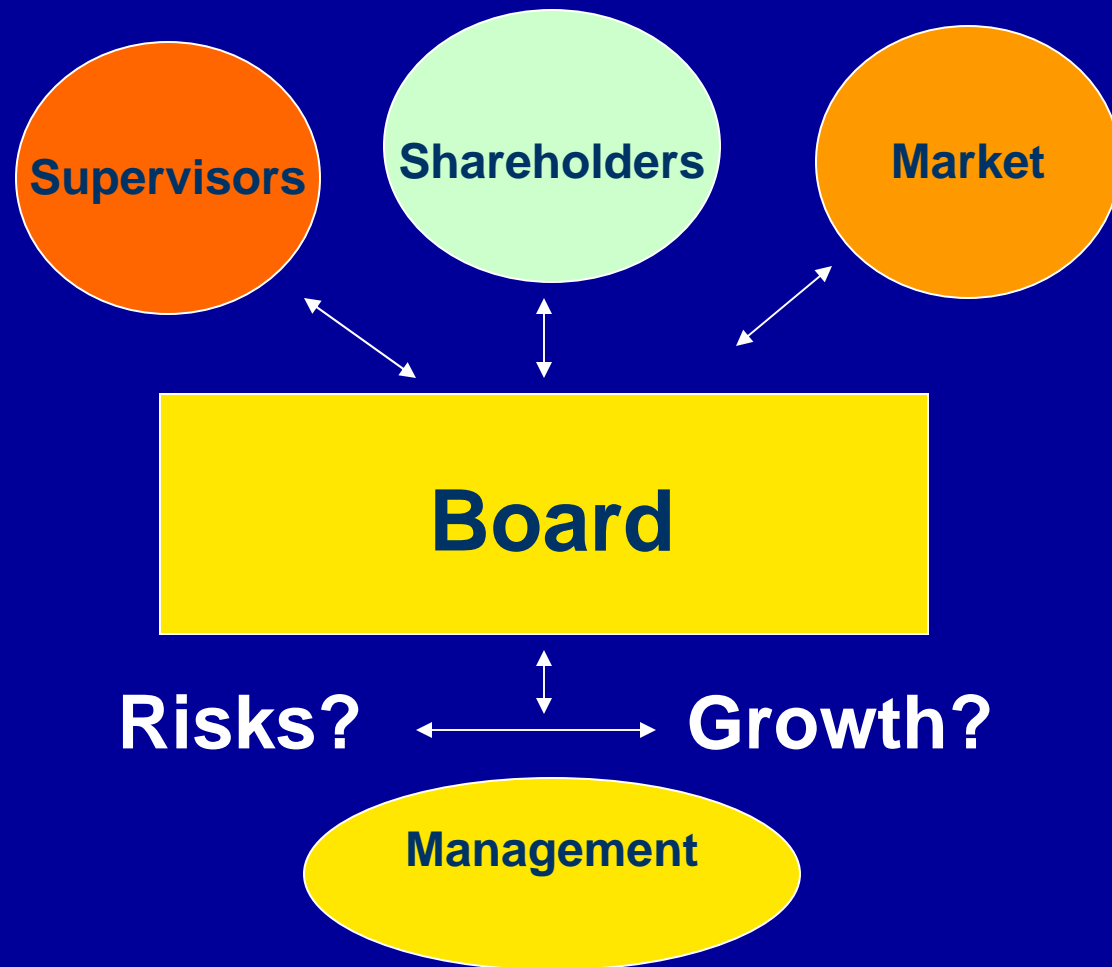 Supervisors
Shareholders
Market
Board
Risks?
Growth?
Management